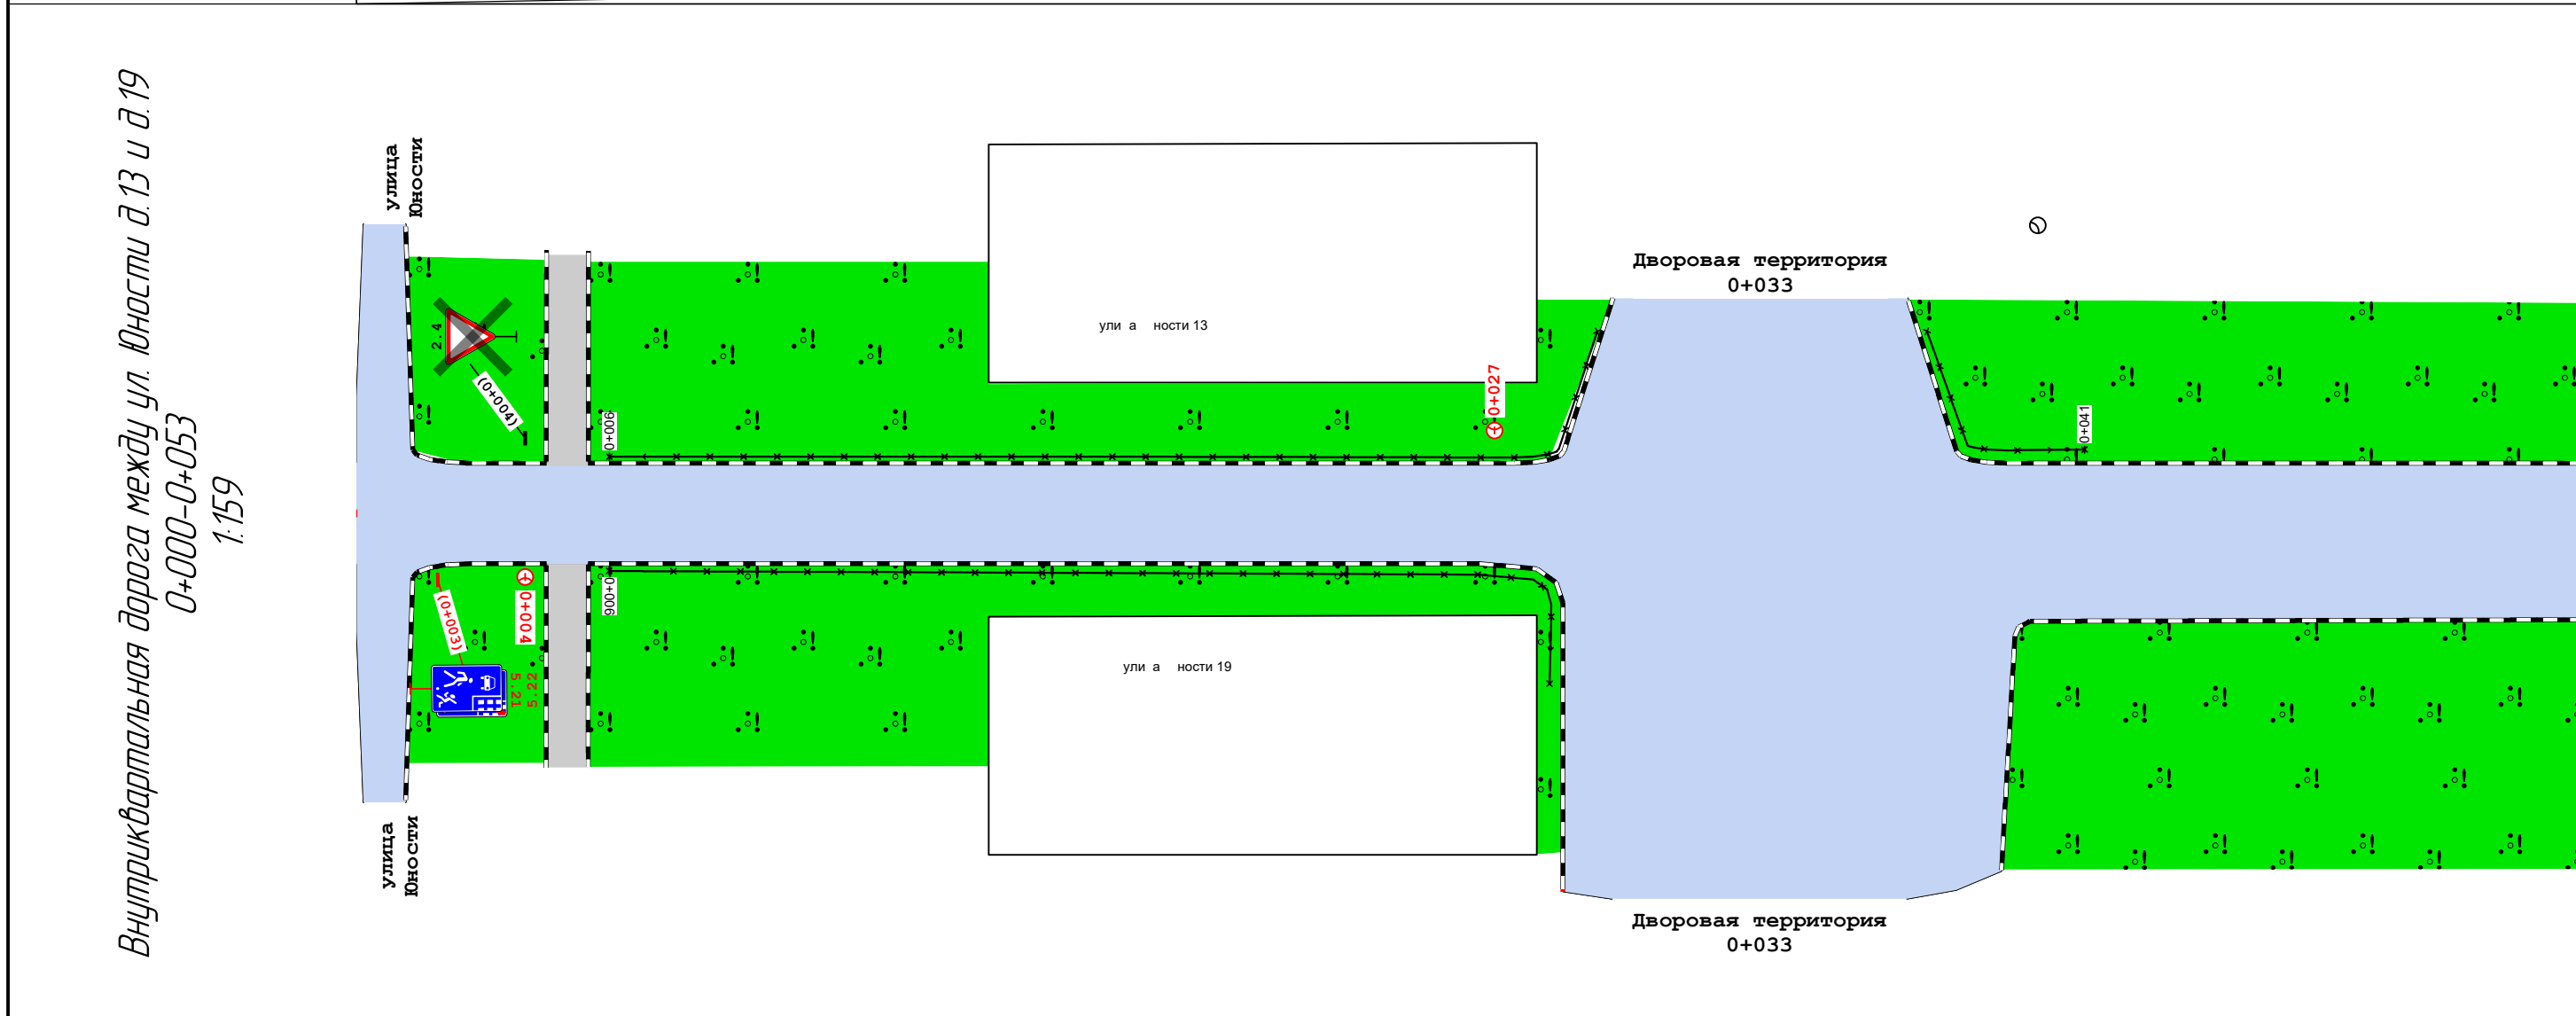 Внутриквартальная дорога между ул. Юности д.13 и д.19
0+000-0+053
1:159
улица
Юности
2.4
(0+004)
0+006
ули а ности 13
0+027
Дворовая территория
0+033
0+041
(0+003)
0+004
5.22
5.21
0+006
ули а ности 19
улица
Юности
Дворовая территория
0+033